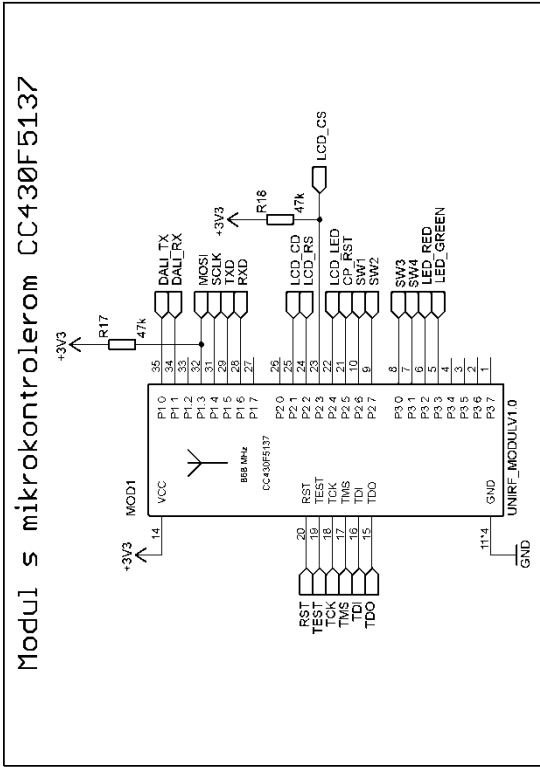 Modul s mikrokontrolerom CC430F5137
+3V3
14
VCC
MOD1
868 MHz
CC430F5137
RST
TEST
TCK
TMS
TDI
TDO
20
19
18
17
16
15
RST
TEST
TCK
TMS
TDI
TDO
GND
11*4
GND
UNIRF_MODULV1.0
P1 0
P1 1
P1.2
P1.3
P1 4
P1 5
P1 6
P1 7
35
34
33
32
31
29
28
27
DALI_TX
DALI_RX
MOSI
SCLK
TXD
RXD
+3V3
R17
47k
P2 0
P2 1
P2 2
P2 3
P2 4
P2 5
P2 6
P2 7
26
25
24
23
22
21
10
9
LCD_CD
LCD_RS
LCD_LED
CP_RST
SW1
SW2
+3V3
R18
47k
LCD_CS
P3 0
P3 1
P3 2
P3 3
P3 4
P3 5
P3 6
P3 7
8
7
6
5
4
3
2
1
SW3
SW4
LED_RED
LED_GREEN